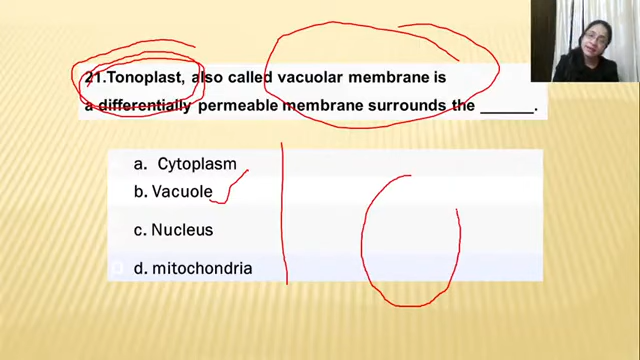 21.Tonoplast, also called vacuolar membrane is
a differentially permeable membrane surrounds the ______.
a. Cytoplasm
b. Vacuole
c. Nucleus
d. mitochondria